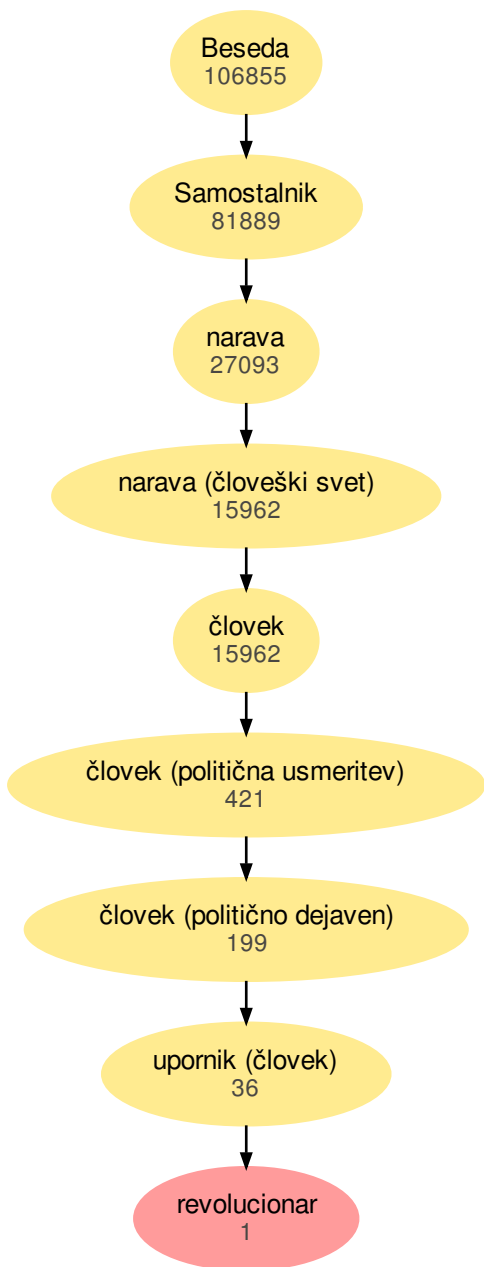 Beseda
106855
Samostalnik
81889
narava
27093
narava (človeški svet)
15962
človek
15962
človek (politična usmeritev)
421
človek (politično dejaven)
199
upornik (človek)
36
revolucionar
1